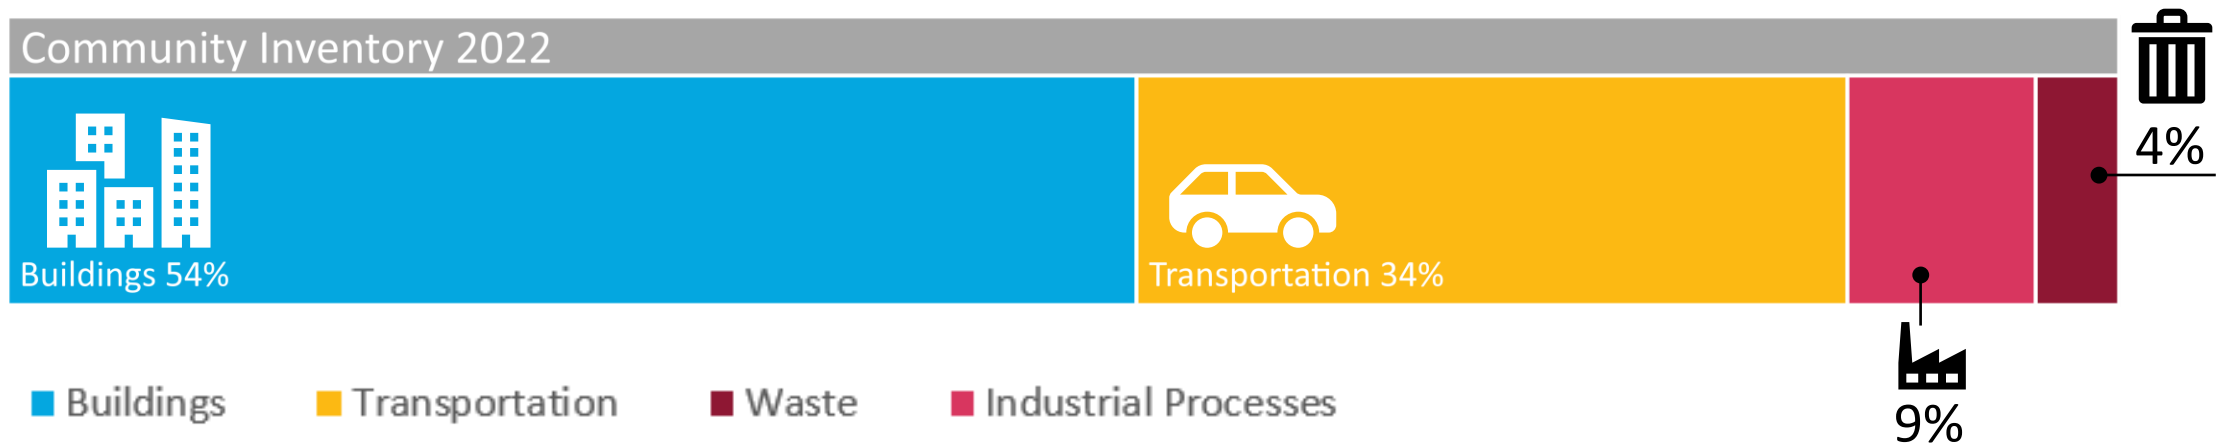 Community Inventory 2022
4%
Buildings 54%
Transportation 34%
9%
Buildings
Transportation
Waste
Industrial Processes